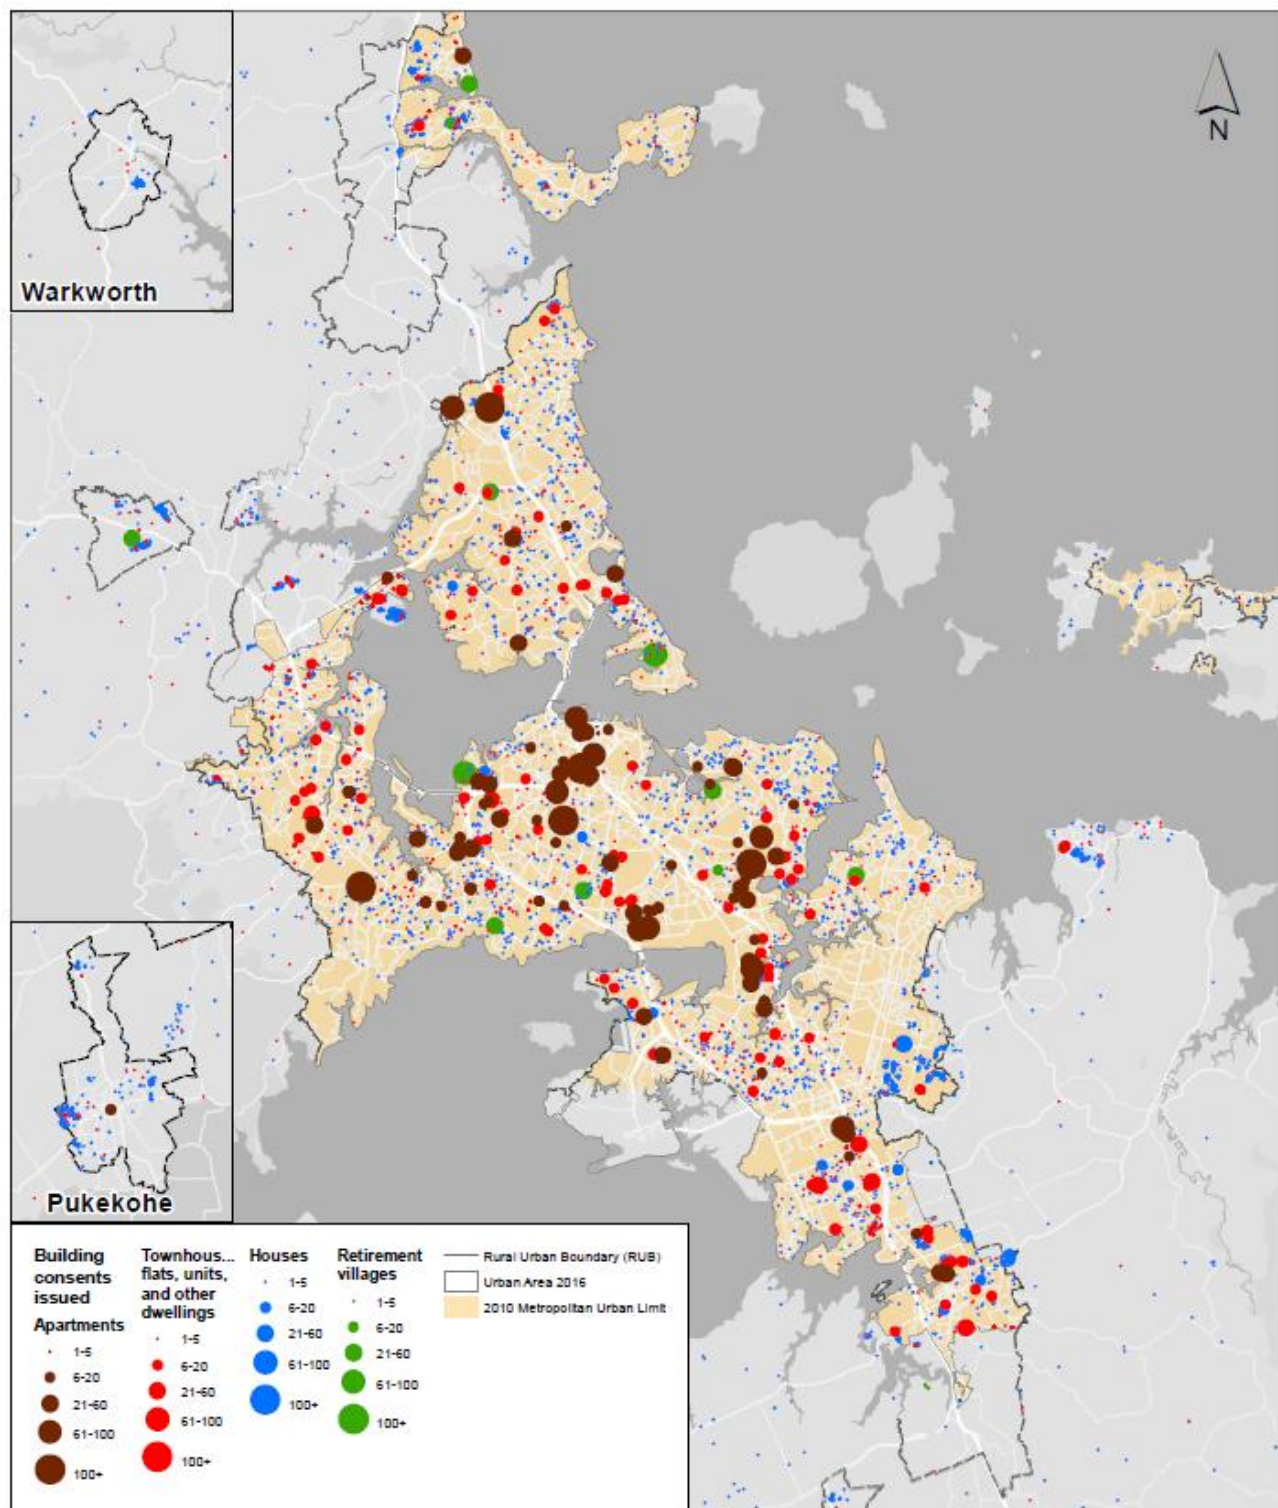 Warkworth
N
Pukekohe
Building
consents
issued
Apartments
1-5
6-20
21-60
61-100
100+
Townhous...
flats, units,
and other
dwellings
1-5
6-20
21-60
61-100
100+
Houses
1-5
6-20
21-60
61-100
100+
Retirement
villages
1-5
6-20
21-60
61-100
100+
Rural Urban Boundary (RUB)
Urban Area 2016
2010 Metropolitan Urban Limit